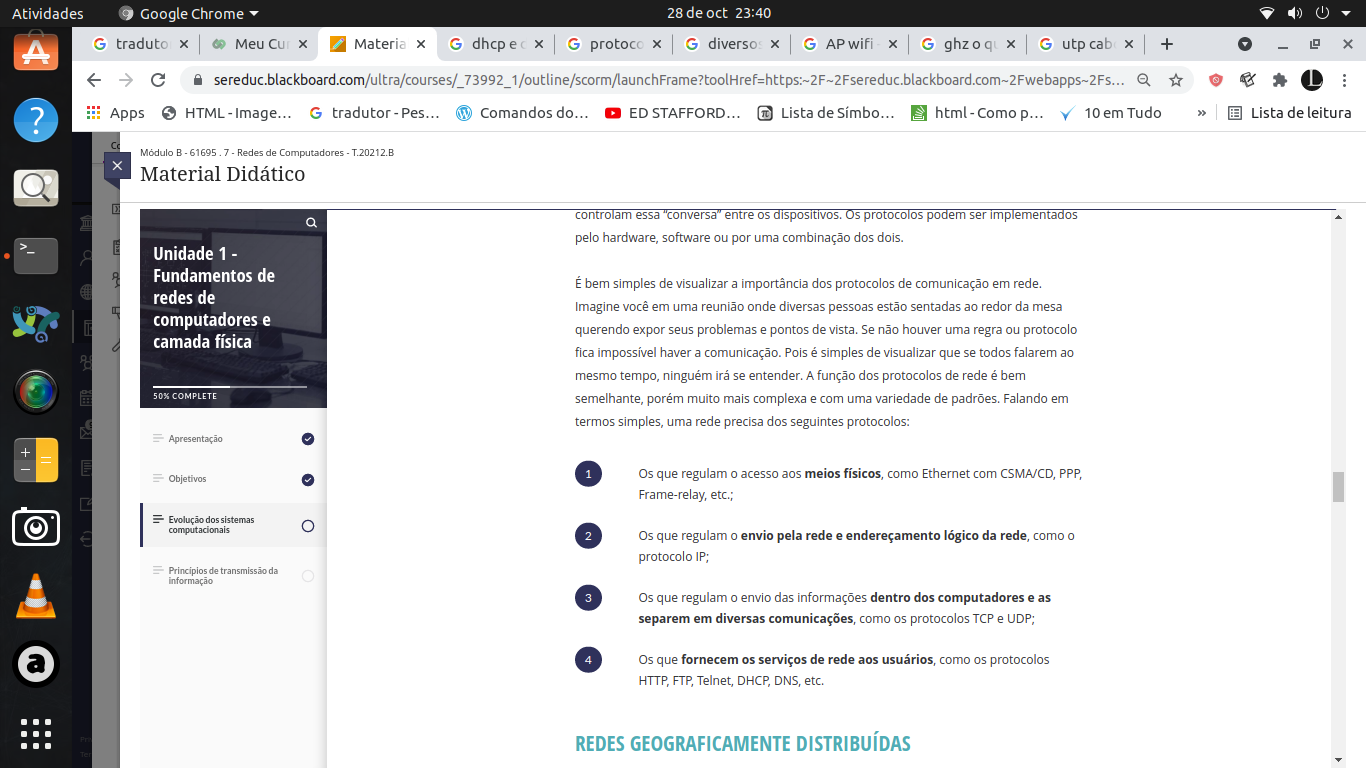 Atividades
Google Chrome
28 de oct 23:40
traduto
Meu Cu
Materia
dhcp e c
protoco
diversos
AP wifi
ghz o qu
utp cab
sereduc.blackboard.com/ultra/courses/_73992_1/outline/scorm/launchFrame?toolHref=https:~2F~2Fsereduc.blackboard.com~2Fwebapps~2Fs...
Apps
HTML - Image...
tradutor - Pes...
Comandos do...
ED STAFFORD...
Lista de Símbo...
html - Como p...
10 em Tudo
»
Lista de leitura
Módulo B - 61695 . 7 - Redes de Computadores - T.20212.B
Material Didático
Unidade 1 -
Fundamentos de
redes de
computadores e
camada física
50% COMPLETE
Apresentação
Objetivos
Evolução dos sistemas
computacionais
Princípios de transmissão da
informação
controlam essa “conversa” entre os dispositivos. Os protocolos podem ser implementados
pelo hardware, software ou por uma combinação dos dois.
É bem simples de visualizar a importância dos protocolos de comunicação em rede.
Imagine você em uma reunião onde diversas pessoas estão sentadas ao redor da mesa
querendo expor seus problemas e pontos de vista. Se não houver uma regra ou protocolo
fica impossível haver a comunicação. Pois é simples de visualizar que se todos falarem ao
mesmo tempo, ninguém irá se entender. A função dos protocolos de rede é bem
semelhante, porém muito mais complexa e com uma variedade de padrões. Falando em
termos simples, uma rede precisa dos seguintes protocolos:
1
Os que regulam o acesso aos meios físicos, como Ethernet com CSMA/CD, PPP,
Frame-relay, etc.;
2
Os que regulam o envio pela rede e endereçamento lógico da rede, como o
protocolo IP;
3
Os que regulam o envio das informações dentro dos computadores e as
separem em diversas comunicações, como os protocolos TCP e UDP;
4
Os que fornecem os serviços de rede aos usuários, como os protocolos
HTTP, FTP, Telnet, DHCP, DNS, etc.
REDES GEOGRAFICAMENTE DISTRIBUÍDAS